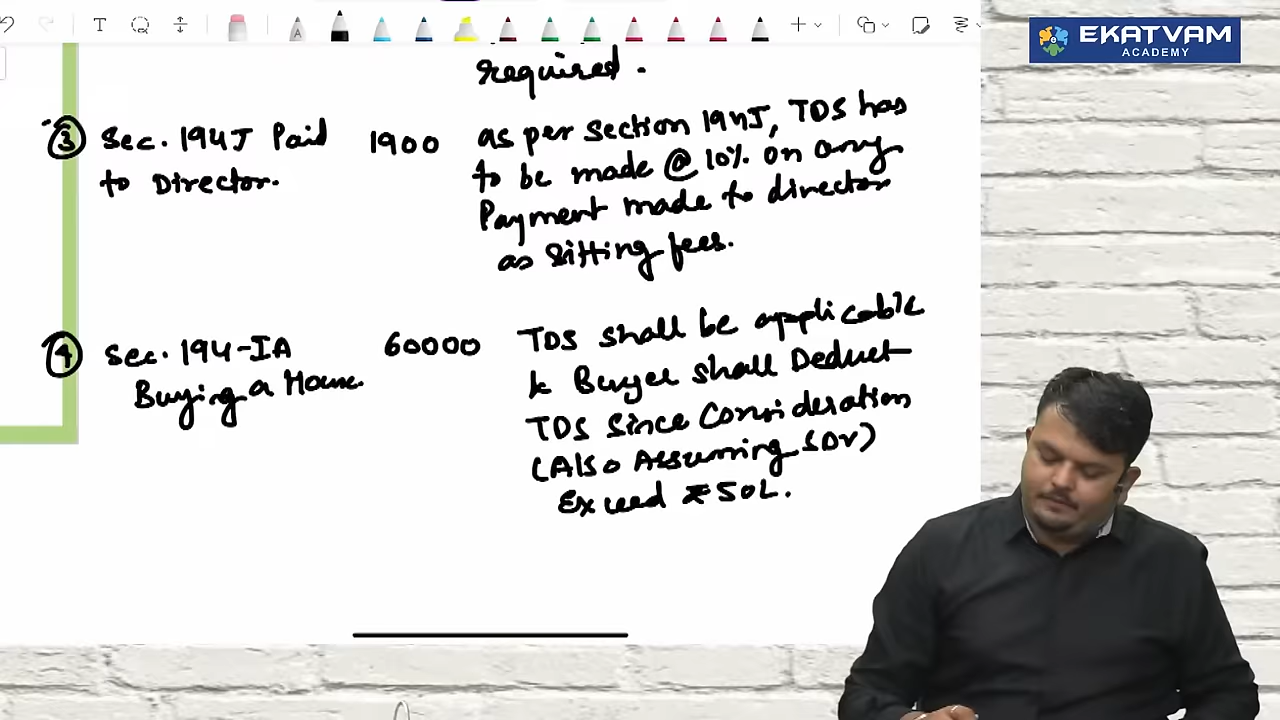 EKATVAM
ACADEMY
required.
③ Sec. 194J Paid to Director. 1900 as per section 194J, TDS has
to be made @ 10% on any
Payment made to director
as sitting fees.
④ Sec. 194-IA
Buying a House.
60000
TDS shall be applicable
& Buyer shall Deduct
TDS Since Consideration
(Also Assuming SDV)
Exceed ₹50L.